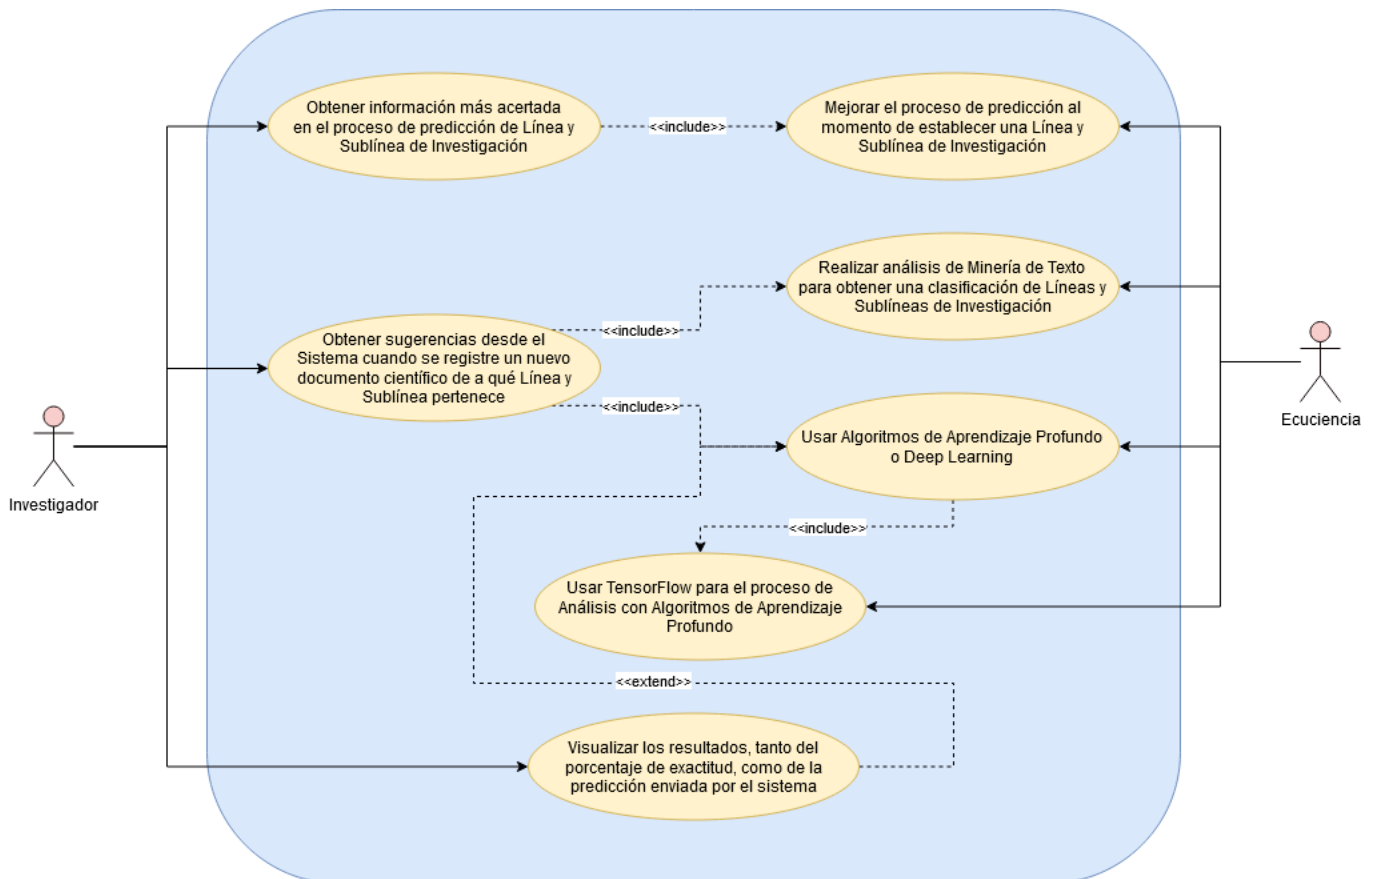 Obtener información más acertada
en el proceso de predicción de Línea y
Sublínea de Investigación
<<include>>
Mejorar el proceso de predicción al
momento de establecer una Línea y
Sublínea de Investigación
Realizar análisis de Minería de Texto
para obtener una clasificación de Líneas y
Sublíneas de Investigación
<<include>>
Obtener sugerencias desde el
Sistema cuando se registre un nuevo
documento científico de a qué Línea y
Sublínea pertenece
<<include>>
Usar Algoritmos de Aprendizaje Profundo
o Deep Learning
Ecuciencia
Investigador
<<include>>
Usar TensorFlow para el proceso de
Análisis con Algoritmos de Aprendizaje
Profundo
<<extend>>
Visualizar los resultados, tanto del
porcentaje de exactitud, como de la
predicción enviada por el sistema